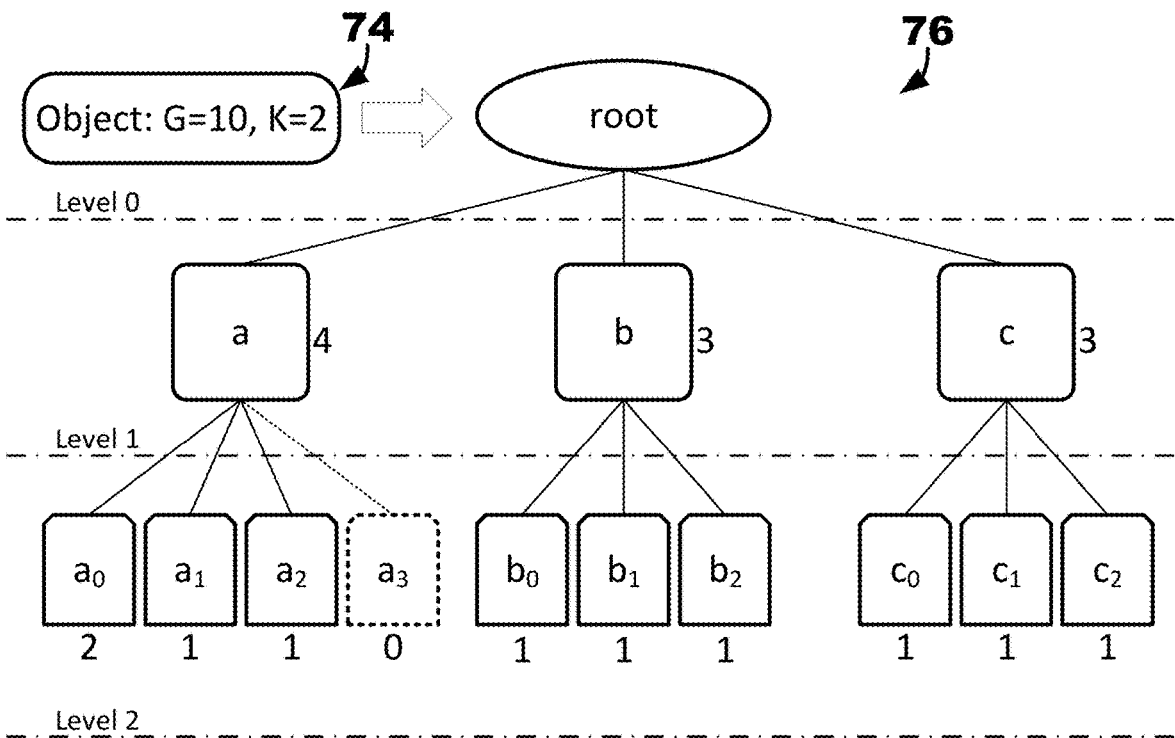 74
76
Object: G=10, K=2
root
Level 0
a 4
b 3
c 3
Level 1
a₀ a₁ a₂ a₃ b₀ b₁ b₂ c₀ c₁ c₂
2 1 1 0 1 1 1 1 1 1
Level 2